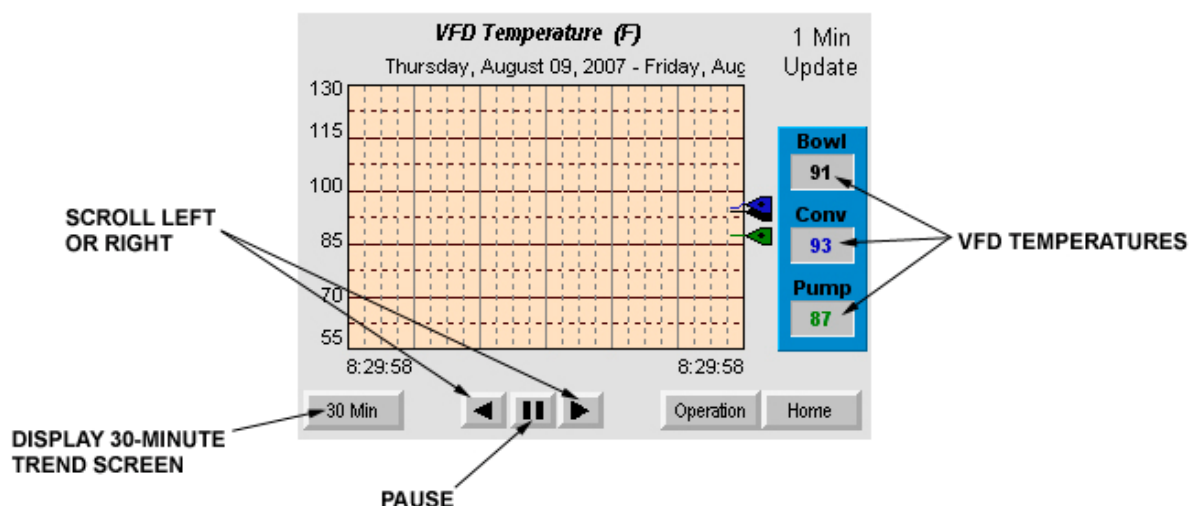 VFD Temperature (F)
1 Min
Update
Thursday, August 09, 2007 - Friday, Aug
130
115
100
85
70
55
8:29:58
8:29:58
Bowl
91
Conv
93
Pump
87
SCROLL LEFT
OR RIGHT
VFD TEMPERATURES
30 Min
Operation
Home
DISPLAY 30-MINUTE
TREND SCREEN
PAUSE